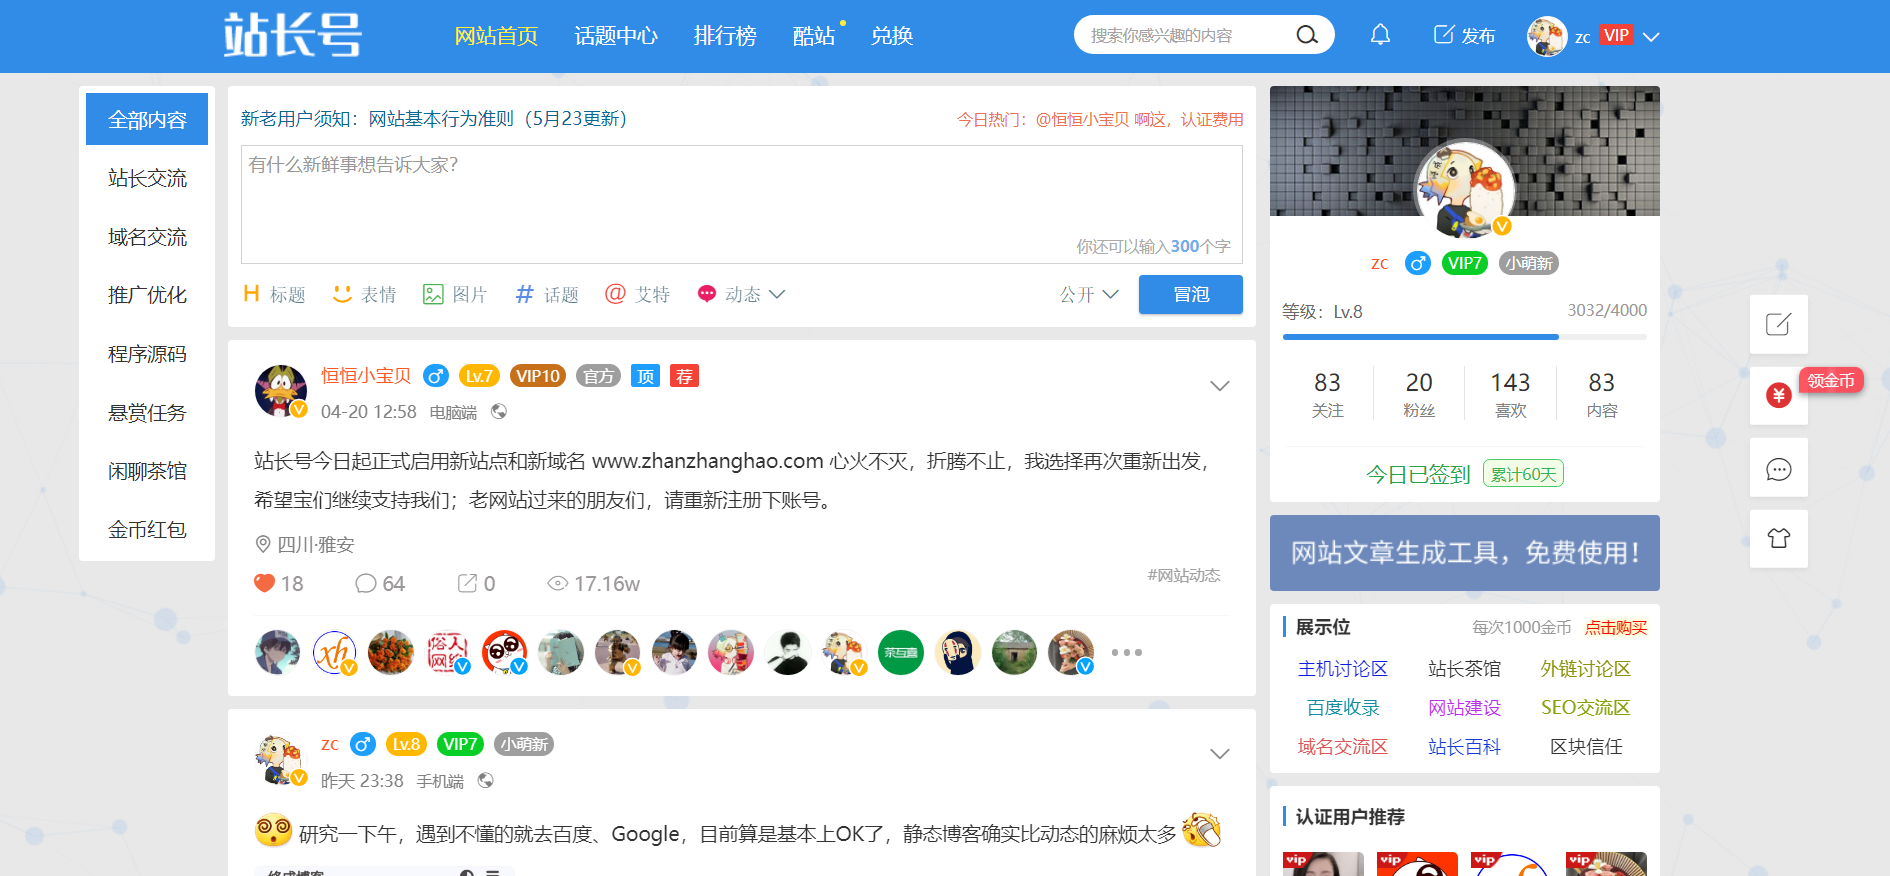 站长号
网站首页 话题中心 排行榜 酷站 兑换
搜索你感兴趣的内容
发布
zc VIP
全部内容
站长交流
域名交流
推广优化
程序源码
悬赏任务
闲聊茶馆
金币红包
新老用户须知：网站基本行为准则（5月23更新）
今日热门：@恒恒小宝贝 啊这，认证费用
有什么新鲜事想告诉大家？
你还可以输入300个字
标题 表情 图片 话题 艾特 动态
公开 冒泡
恒恒小宝贝 Lv.7 VIP10 官方 顶 荐
04-20 12:58 电脑端
站长号今日起正式启用新站点和新域名 www.zhanzhanghao.com 心火不灭，折腾不止，我选择再次重新出发，
希望宝们继续支持我们；老网站过来的朋友们，请重新注册下账号。
四川·雅安
18 64 0 17.16w
#网站动态
xh
俗人网络
茶互喜
zc Lv.8 VIP7 小萌新
昨天 23:38 手机端
研究一下午，遇到不懂的就去百度、Google，目前算是基本上OK了，静态博客确实比动态的麻烦太多
zc VIP7 小萌新
等级：Lv.8 3032/4000
83 20 143 83
关注 粉丝 喜欢 内容
今日已签到 累计60天
网站文章生成工具，免费使用！
展示位 每次1000金币 点击购买
主机讨论区 站长茶馆 外链讨论区
百度收录 网站建设 SEO交流区
域名交流区 站长百科 区块信任
认证用户推荐
vip vip vip vip
领金币